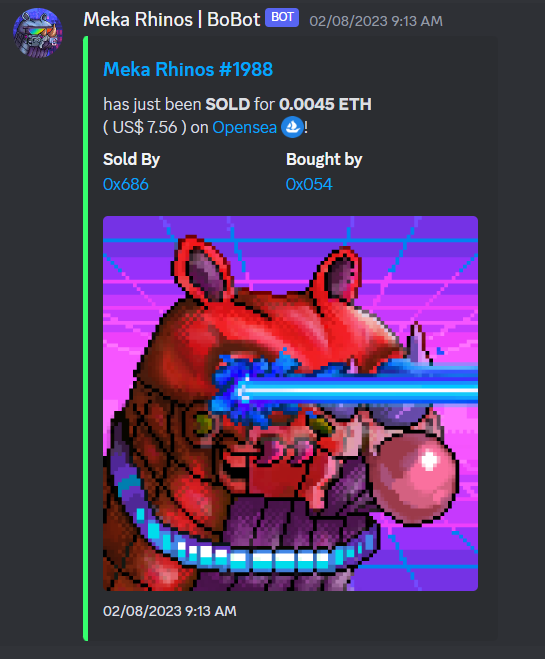 Meka Rhinos | BoBot BOT 02/08/2023 9:13 AM
Meka Rhinos #1988
has just been SOLD for 0.0045 ETH
( US$ 7.56 ) on Opensea !
Sold By Bought by
0x686 0x054
02/08/2023 9:13 AM